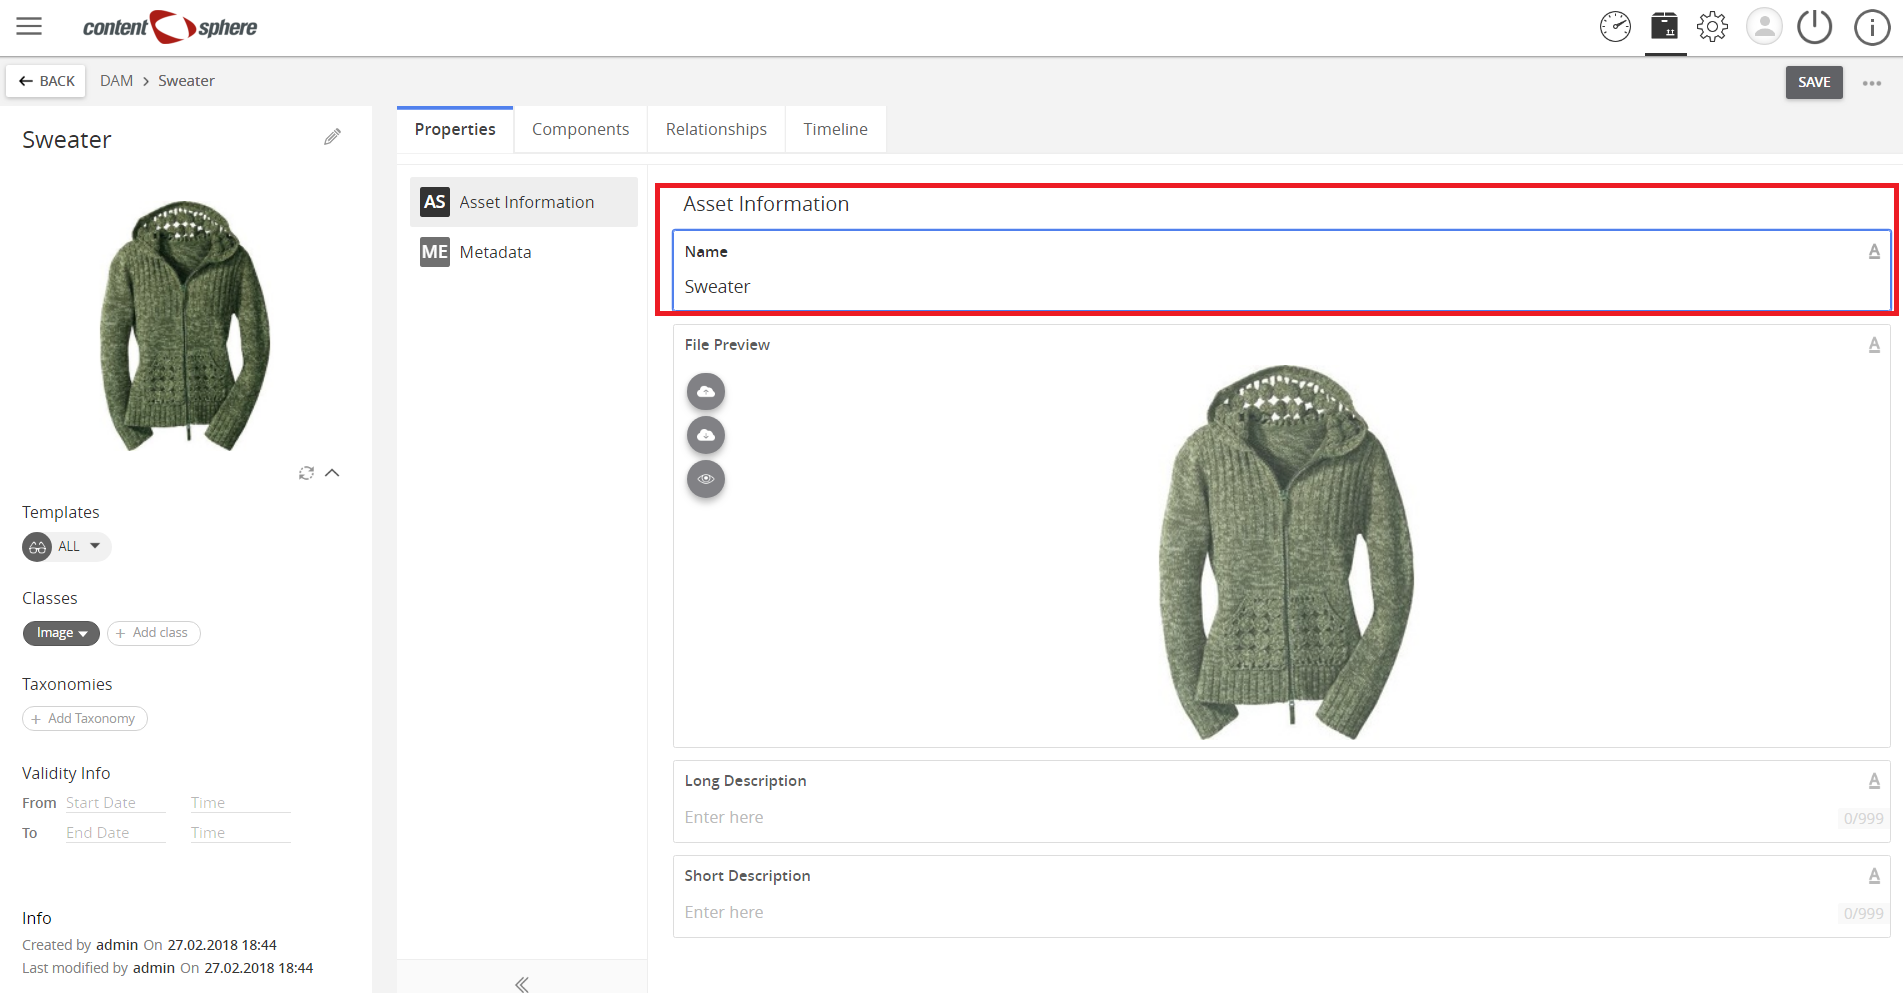 content sphere
BACK DAM > Sweater
SAVE
Sweater
Properties Components Relationships Timeline
AS Asset Information
ME Metadata
Asset Information
Name
Sweater
File Preview
Long Description
Enter here
0/999
Short Description
Enter here
0/999
Templates
ALL
Classes
Image + Add class
Taxonomies
+ Add Taxonomy
Validity Info
From Start Date Time
To End Date Time
Info
Created by admin On 27.02.2018 18:44
Last modified by admin On 27.02.2018 18:44